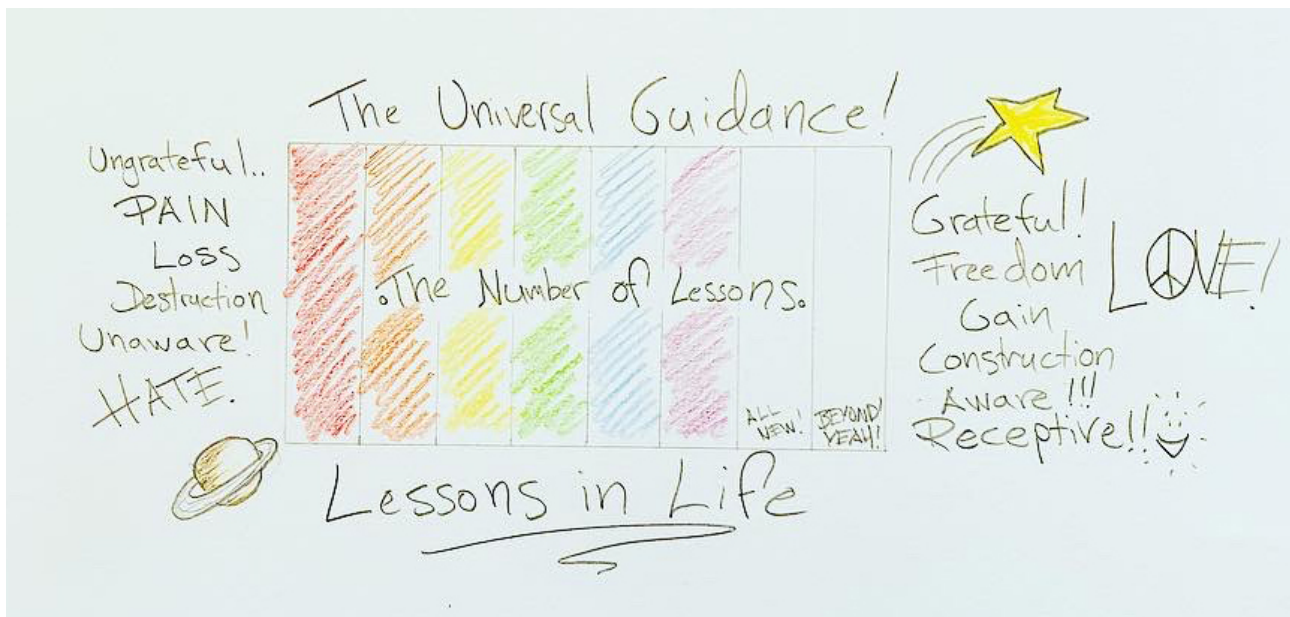 The Universal Guidance!
Ungrateful..
PAIN
Loss
Destruction
Unaware!
HATE.
.The Number of Lessons.
ALL
NEW!
BEYOND!
YEAH!
Grateful!!
Freedom
Gain
Construction
Aware!!!
Receptive!!
LOVE!
Lessons in Life